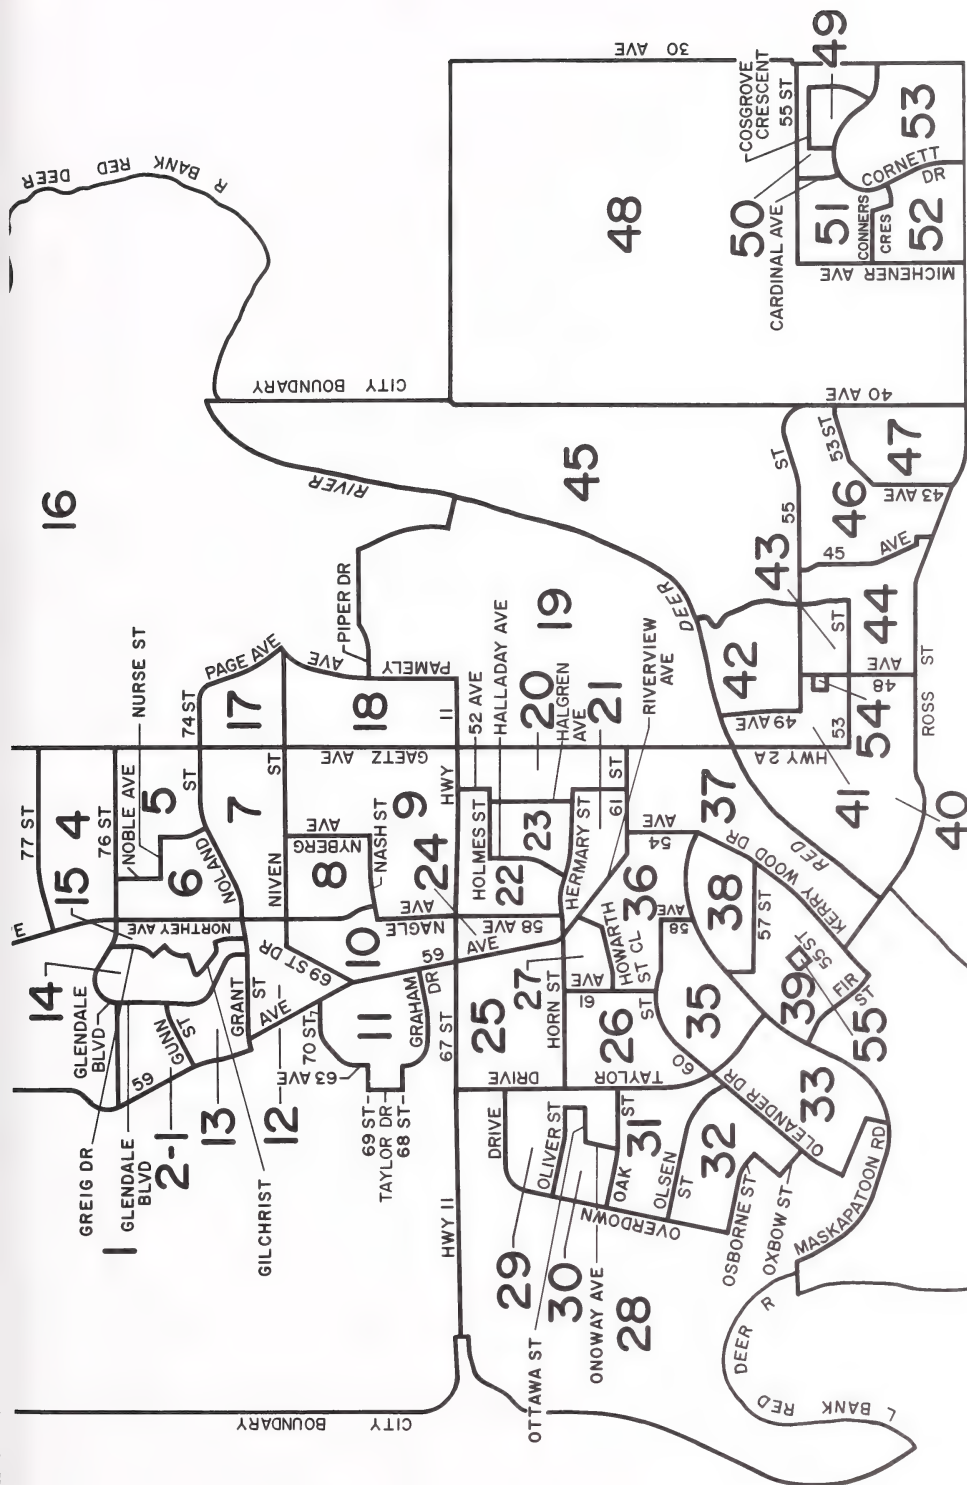 RED DEER
R BANK
16
CITY BOUNDARY
30 AVE
48
COSGROVE
CRESCENT
55 ST
49
50
CARDINAL AVE
51
CONNERS
CRES
CORNETT
DR
53
52
MICHENER AVE
40 AVE
RIVER
DEER
RED
45
PIPER DR
PAMELY
AVE
PAGE AVE
74 ST
17
18
19
NURSE ST
NOBLE AVE
77 ST
76 ST
4
15
5
6
7
NOLAND
ST
NIVEN
ST
GAETZ
AVE
NYBERG
AVE
8
NASH ST
9
NORTHEY AVE
NAGLE
AVE
HWY
11
24
52 AVE
HALLADAY AVE
HALGREN
AVE
20
21
RIVERVIEW
AVE
HOLMES ST
22
23
HERMARY ST
61
ST
58 AVE
59
AVE
14
GLENDALE
BLVD
GREIG DR
1
GLENDALE
BLVD
2-1
GUNN
ST
13
GILCHRIST
GRANT
ST
59
AVE
12
69 ST DR
10
70 ST
11
63 AVE
GRAHAM
DR
69 ST
TAYLOR DR
68 ST
67 ST
HWY 11
CITY BOUNDARY
25
27
HORN ST
HOWARTH
ST CL
61
AVE
26
ST
TAYLOR
DRIVE
36
54
AVE
58
AVE
37
38
57 ST
KERRY WOOD DR
35
60
39
55 ST
FIR
ST
55
33
OLEANDER DR
DRIVE
29
OLIVER ST
OTTAWA ST
30
ONOWAY AVE
OAK
ST
31
OLSEN
ST
32
OVERDOWN
28
OSBORNE ST
OXBOW ST
MASKAPATOON RD
RED
DEER
R
L BANK
42
49 AVE
43
55
ST
53 ST
46
47
43 AVE
45
AVE
44
ST
53
48
AVE
54
HWY 2A
41
40
ROSS
ST